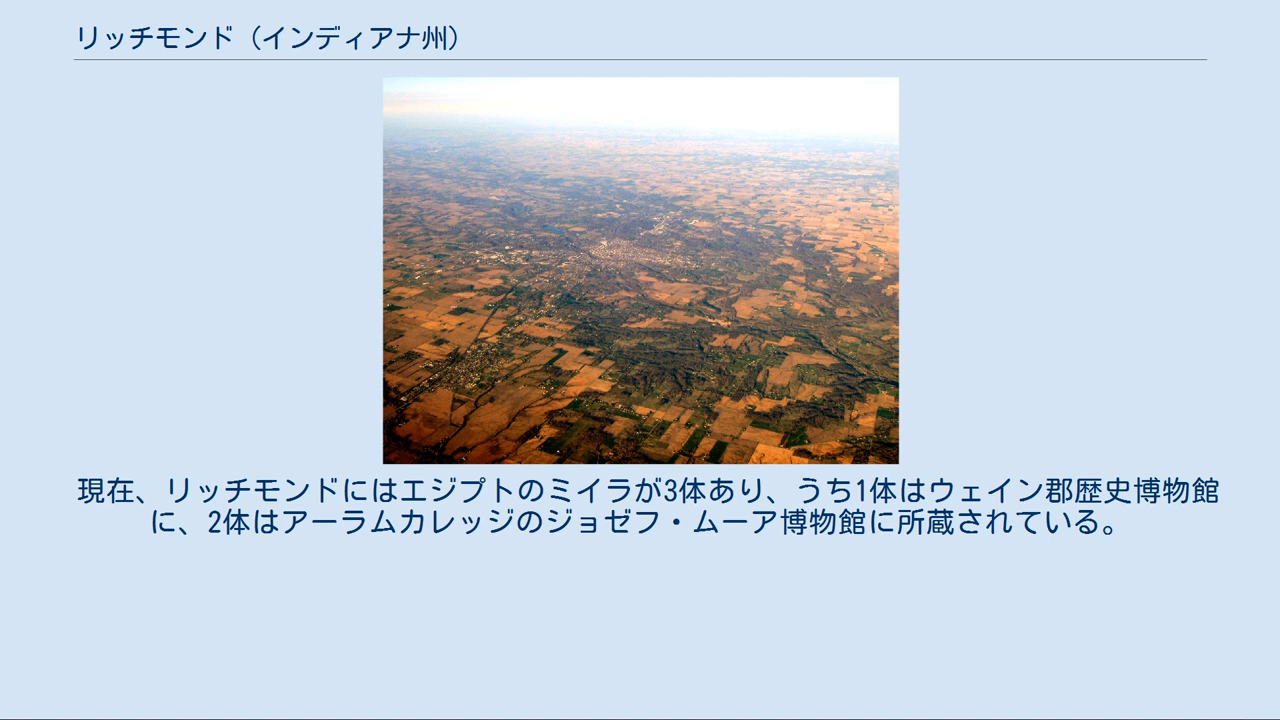 リッチモンド（インディアナ州）
現在、リッチモンドにはエジプトのミイラが3体あり、うち1体はウェイン郡歴史博物館
に、2体はアーラムカレッジのジョゼフ・ムーア博物館に所蔵されている。